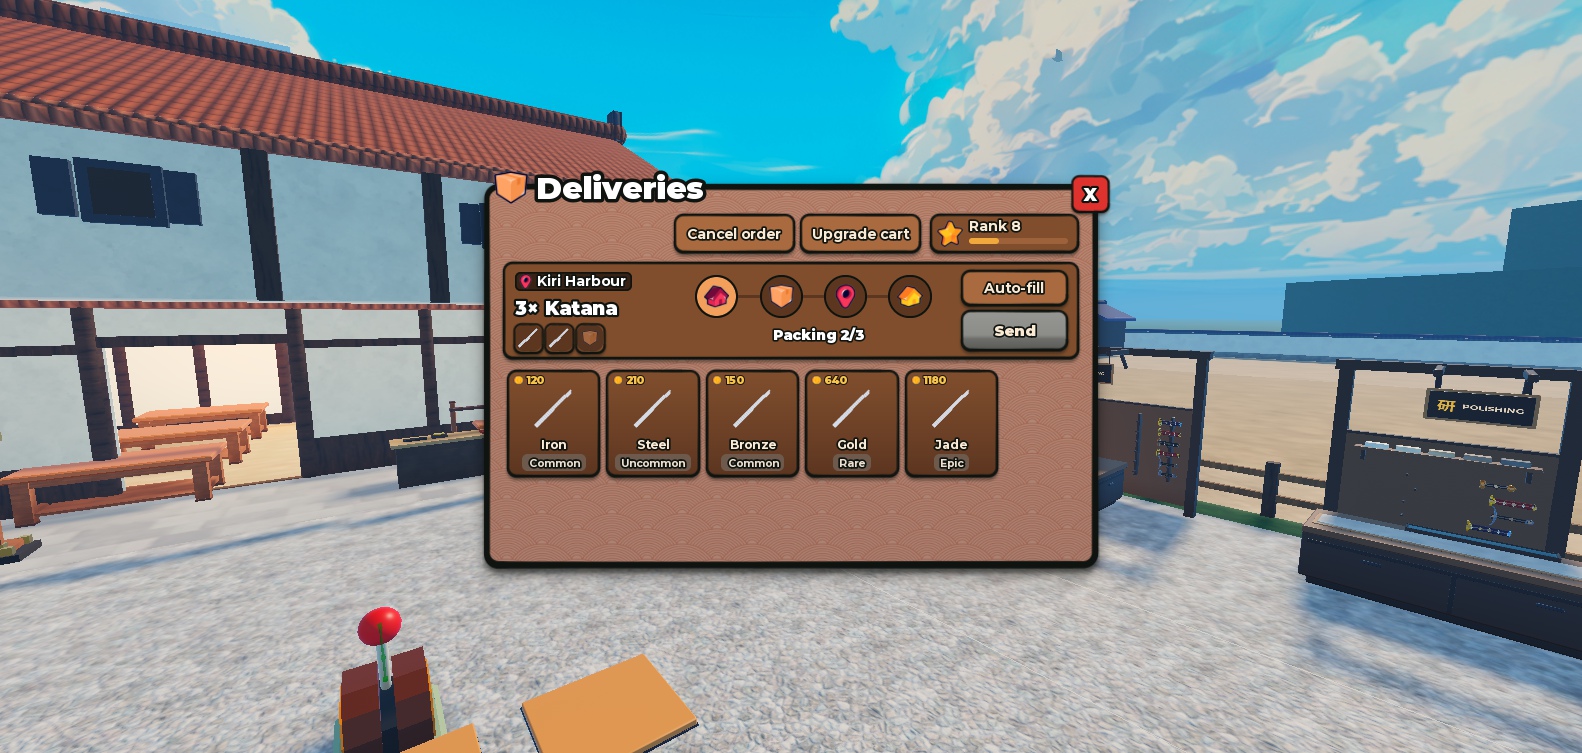 Deliveries
X
Cancel order
Upgrade cart
Rank 8
Kiri Harbour
3× Katana
Packing 2/3
Auto-fill
Send
120
Iron
Common
210
Steel
Uncommon
150
Bronze
Common
640
Gold
Rare
1180
Jade
Epic
研 POLISHING